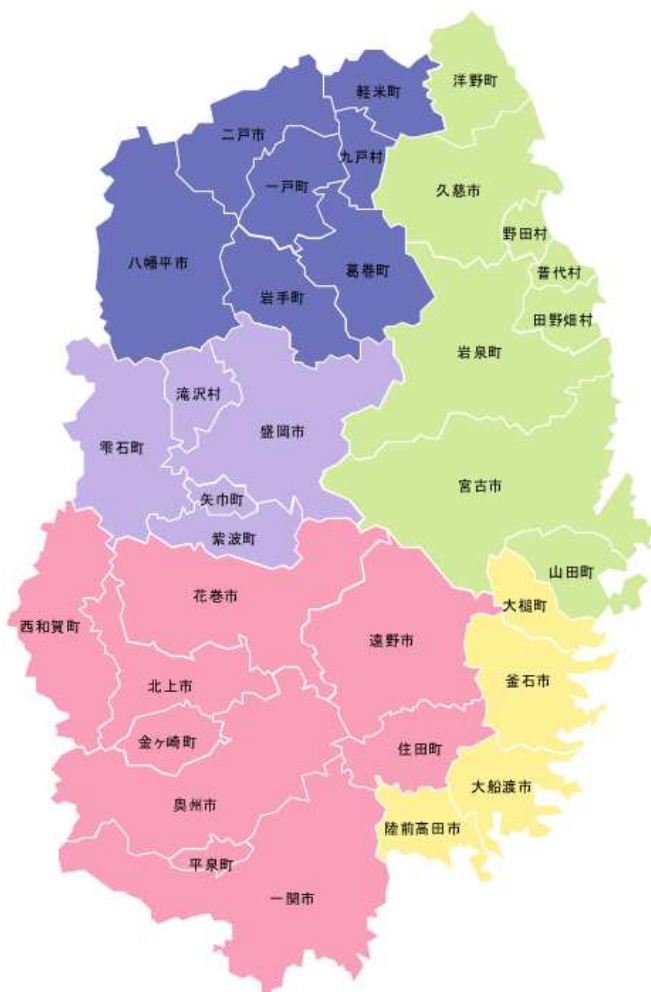 洋野町
軽米町
二戸市
九戸村
一戸町
久慈市
野田村
八幡平市
葛巻町
普代村
岩手町
田野畑村
岩泉町
滝沢村
盛岡市
雫石町
宮古市
矢巾町
紫波町
山田町
花巻市
大槌町
西和賀町
遠野市
釜石市
北上市
金ヶ崎町
住田町
大船渡市
奥州市
陸前高田市
平泉町
一関市